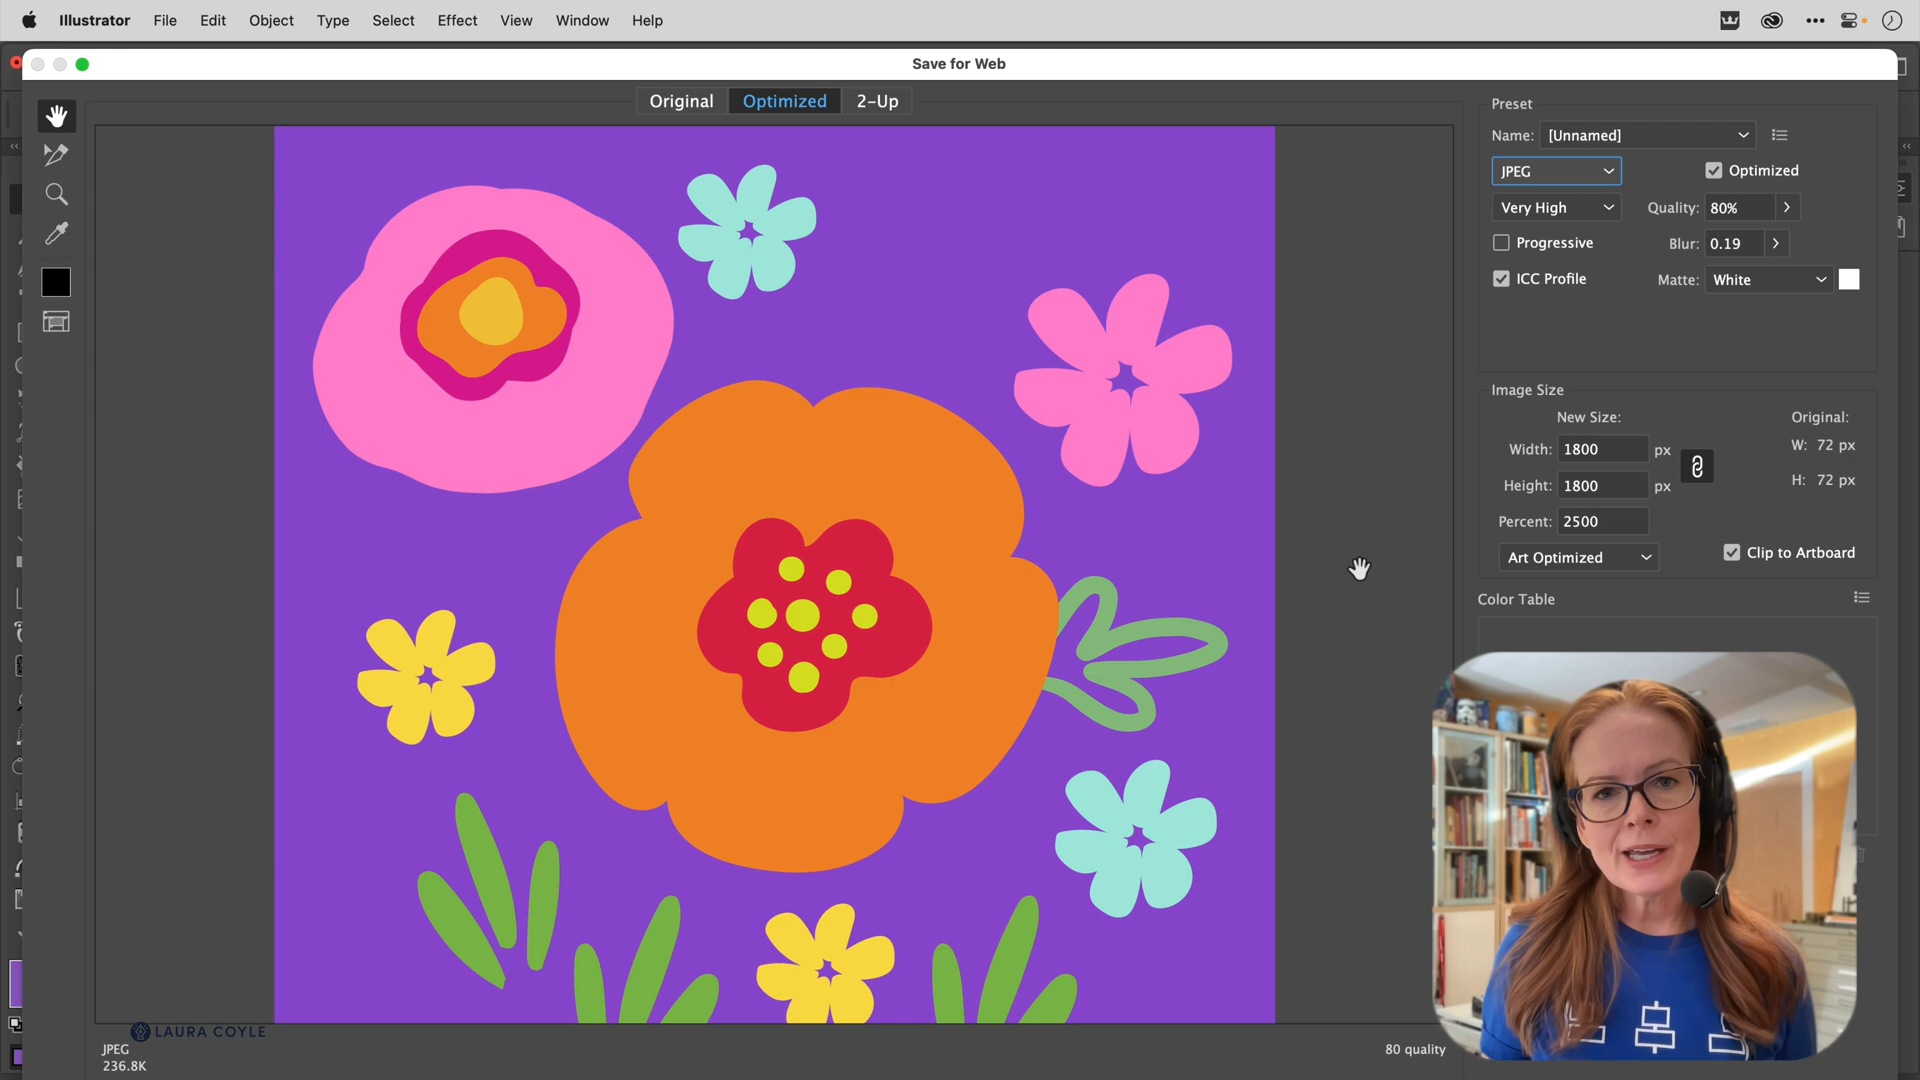 Illustrator File Edit Object Type Select Effect View Window Help
Save for Web
Original Optimized 2-Up
Preset
Name: [Unnamed]
JPEG Optimized
Very High Quality: 80%
Progressive Blur: 0.19
ICC Profile Matte: White
Image Size
New Size: Original:
Width: 1800 px W: 72 px
Height: 1800 px H: 72 px
Percent: 2500
Art Optimized Clip to Artboard
Color Table
LAURA COYLE
JPEG 80 quality
236.8K